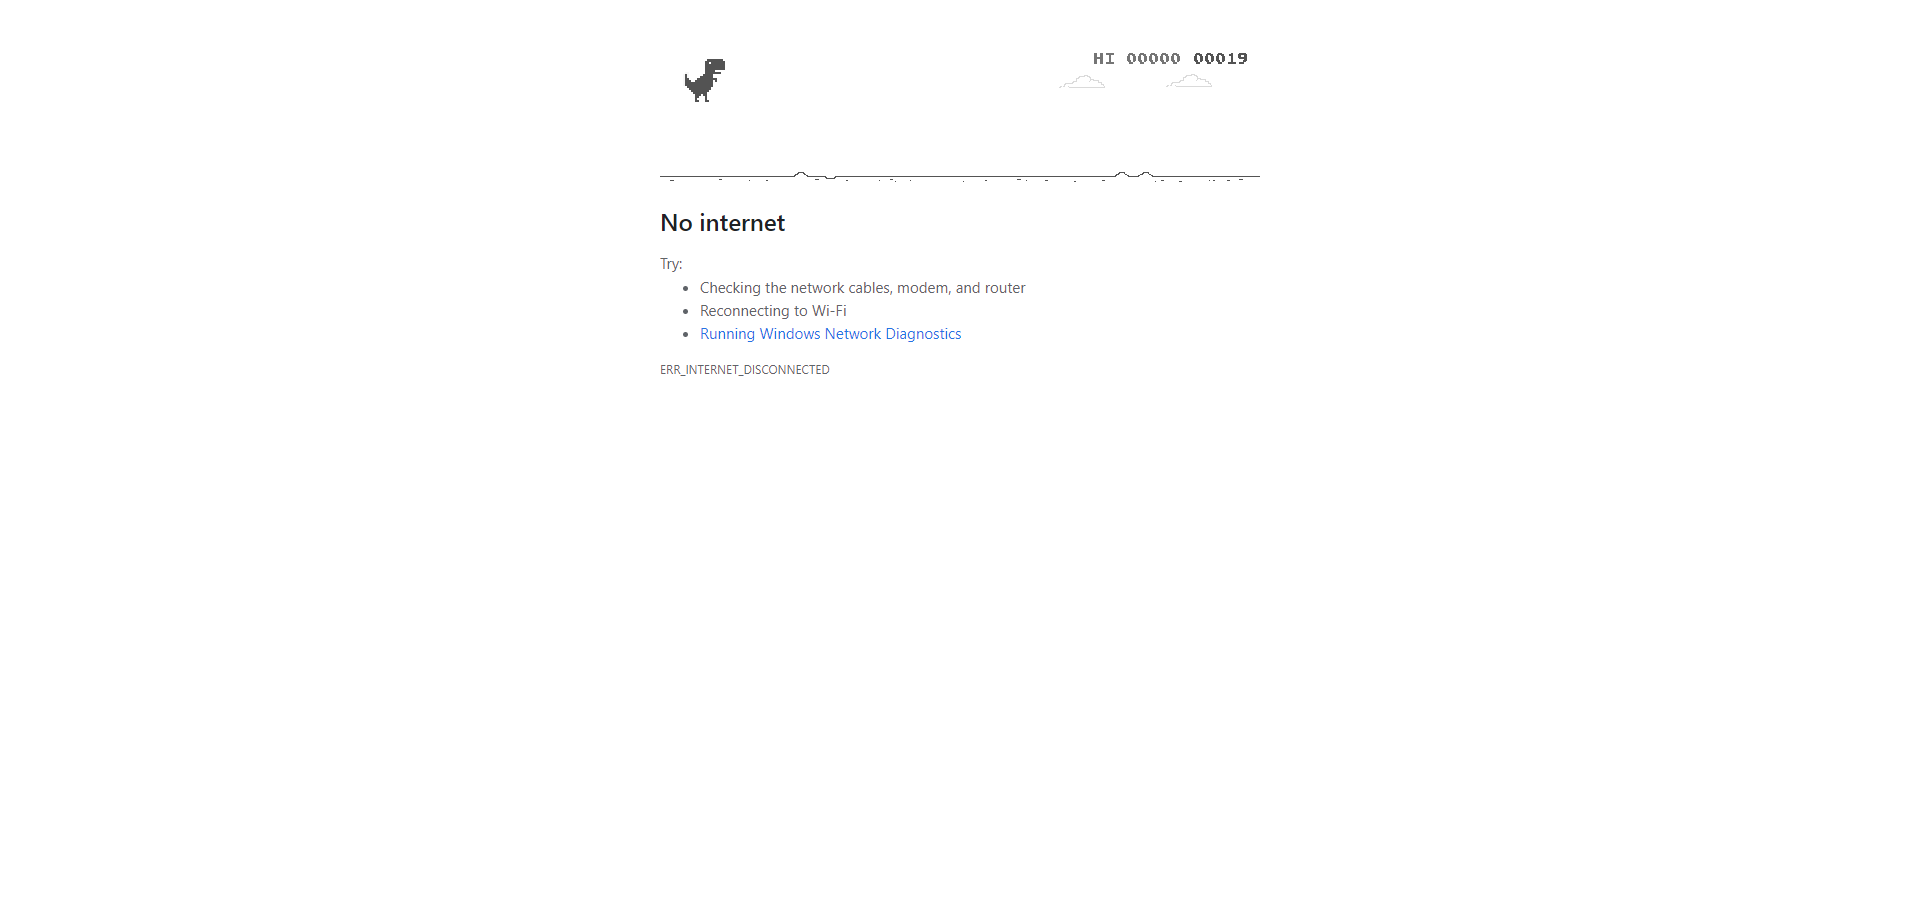 HI 00000 00019
No internet
Try:
Checking the network cables, modem, and router
Reconnecting to Wi-Fi
Running Windows Network Diagnostics
ERR_INTERNET_DISCONNECTED